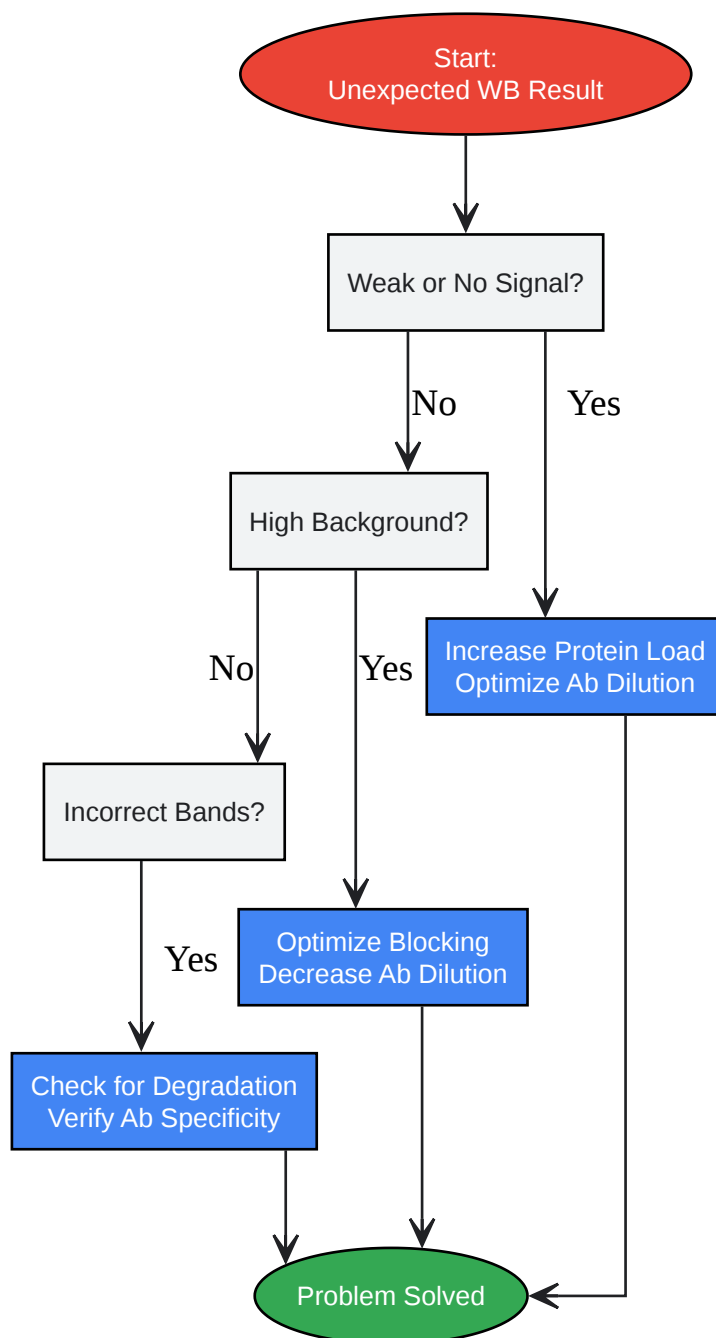 Start:
Unexpected WB Result
Weak or No Signal?
No
Yes
High Background?
No
Yes
Increase Protein Load
Optimize Ab Dilution
Incorrect Bands?
Yes
Optimize Blocking
Decrease Ab Dilution
Check for Degradation
Verify Ab Specificity
Problem Solved